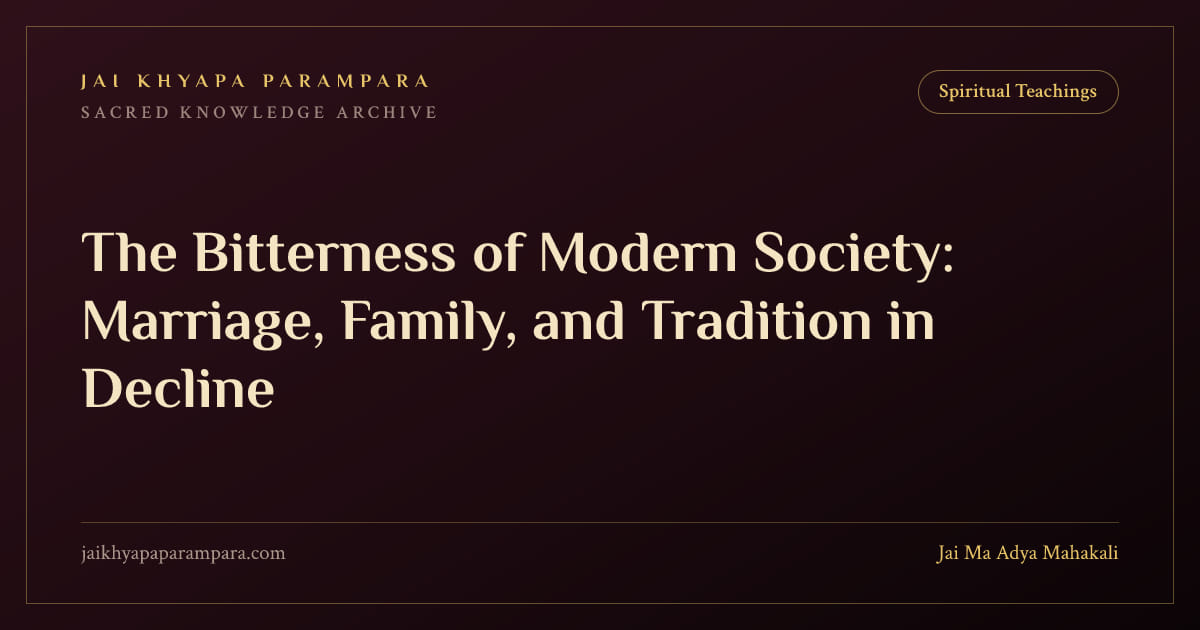 JAI KHYAPA PARAMPARA
SACRED KNOWLEDGE ARCHIVE
Spiritual Teachings
The Bitterness of Modern Society:
Marriage, Family, and Tradition in
Decline
jaikhyapaparampara.com
Jai Ma Adya Mahakali